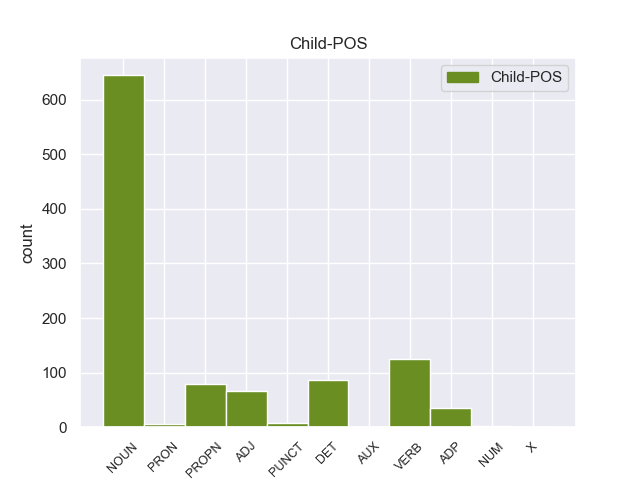 Child-POS
Child-POS
count
600
500
400
300
200
100
0
NOUN
PRON
PROPN
ADJ
PUNCT
DET
AUX
VERB
ADP
NUM
X